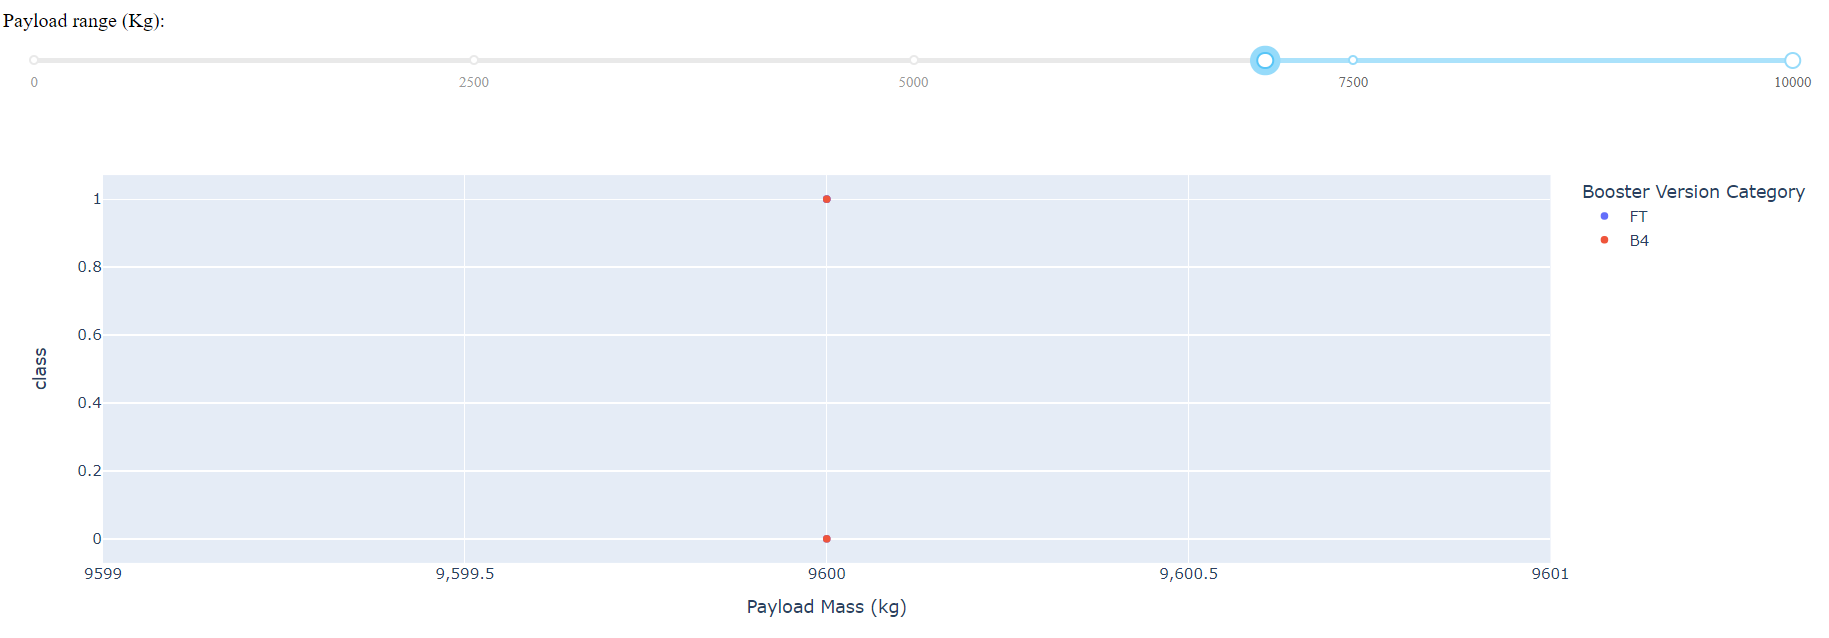 Payload range (Kg):
0 2500 5000 7500 10000
Booster Version Category
FT
B4
1
0.8
0.6
0.4
0.2
0
class
9599 9,599.5 9600 9,600.5 9601
Payload Mass (kg)